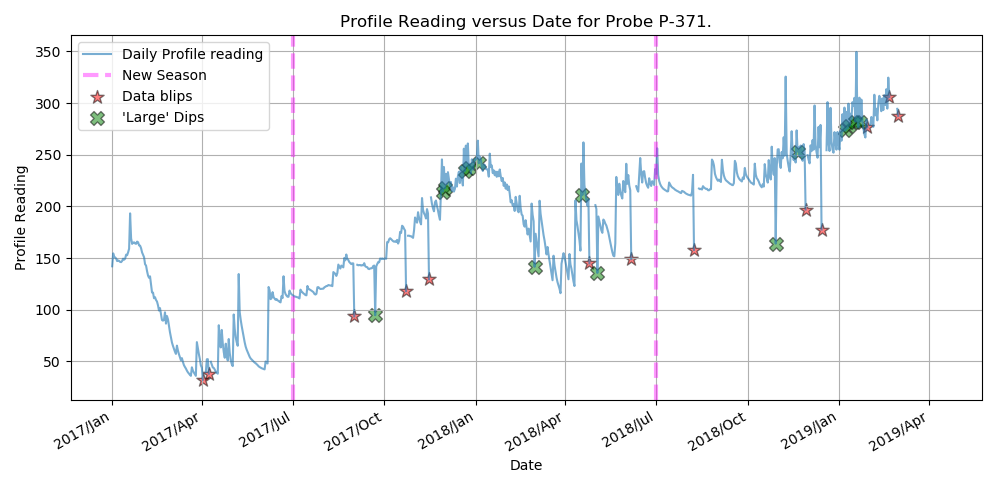 Profile Reading versus Date for Probe P-371.
Daily Profile reading
New Season
Data blips
'Large' Dips
Profile Reading
350
300
250
200
150
100
50
2017/Jan
2017/Apr
2017/Jul
2017/Oct
2018/Jan
2018/Apr
2018/Jul
2018/Oct
2019/Jan
2019/Apr
Date